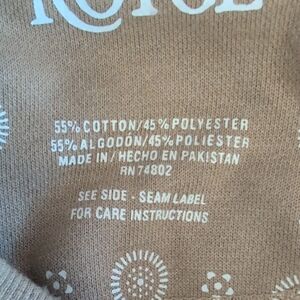 55% COTTON/45% POLYESTER
55% ALGODÓN/45% POLIESTER
MADE IN / HECHO EN PAKISTAN
RN 74802
SEE SIDE - SEAM LABEL
FOR CARE INSTRUCTIONS